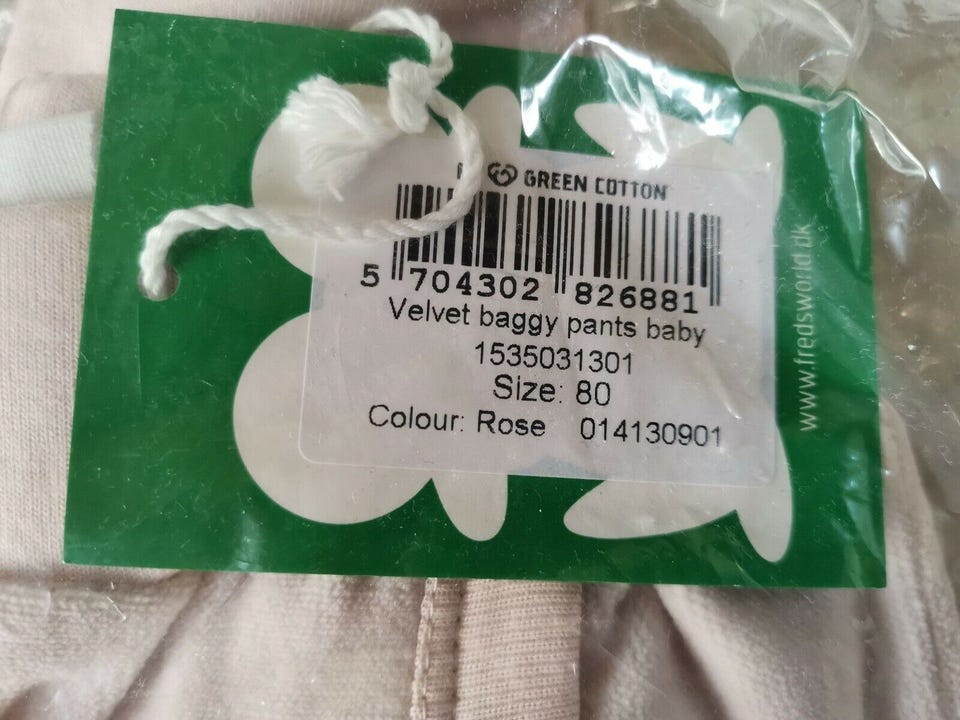 GREEN COTTON
5 704302 826881
Velvet baggy pants baby
1535031301
Size: 80
Colour: Rose 014130901
www.fredsworld.dk